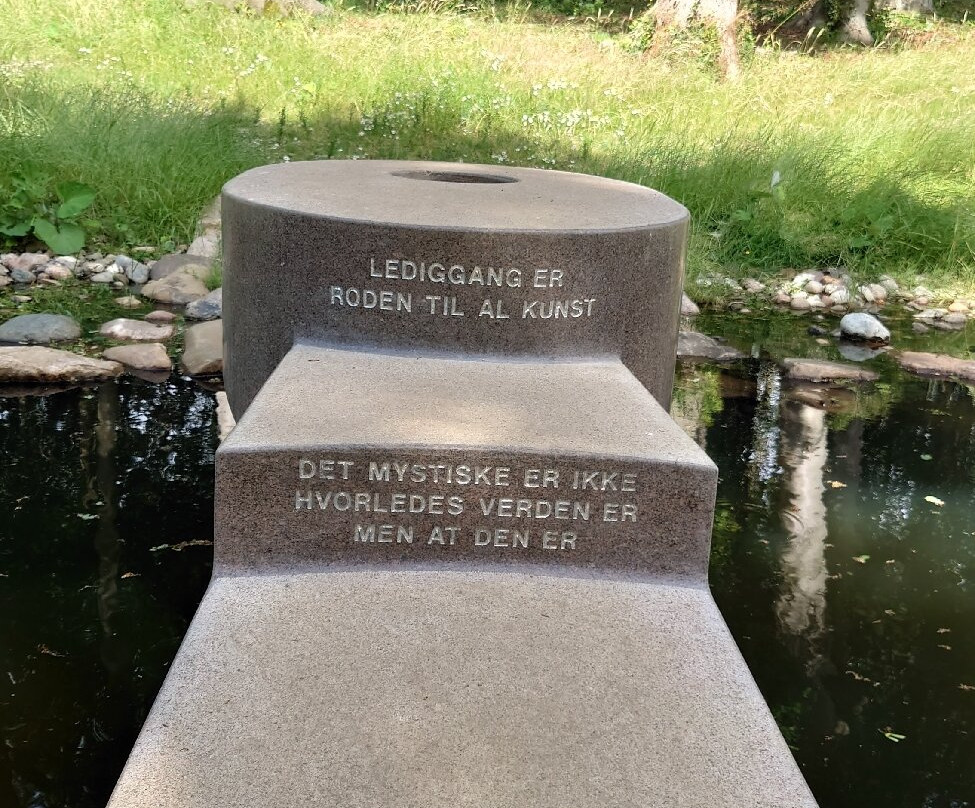 LEDIGGANG ER
RODEN TIL AL KUNST
DET MYSTISKE ER IKKE
HVORLEDES VERDEN ER
MEN AT DEN ER